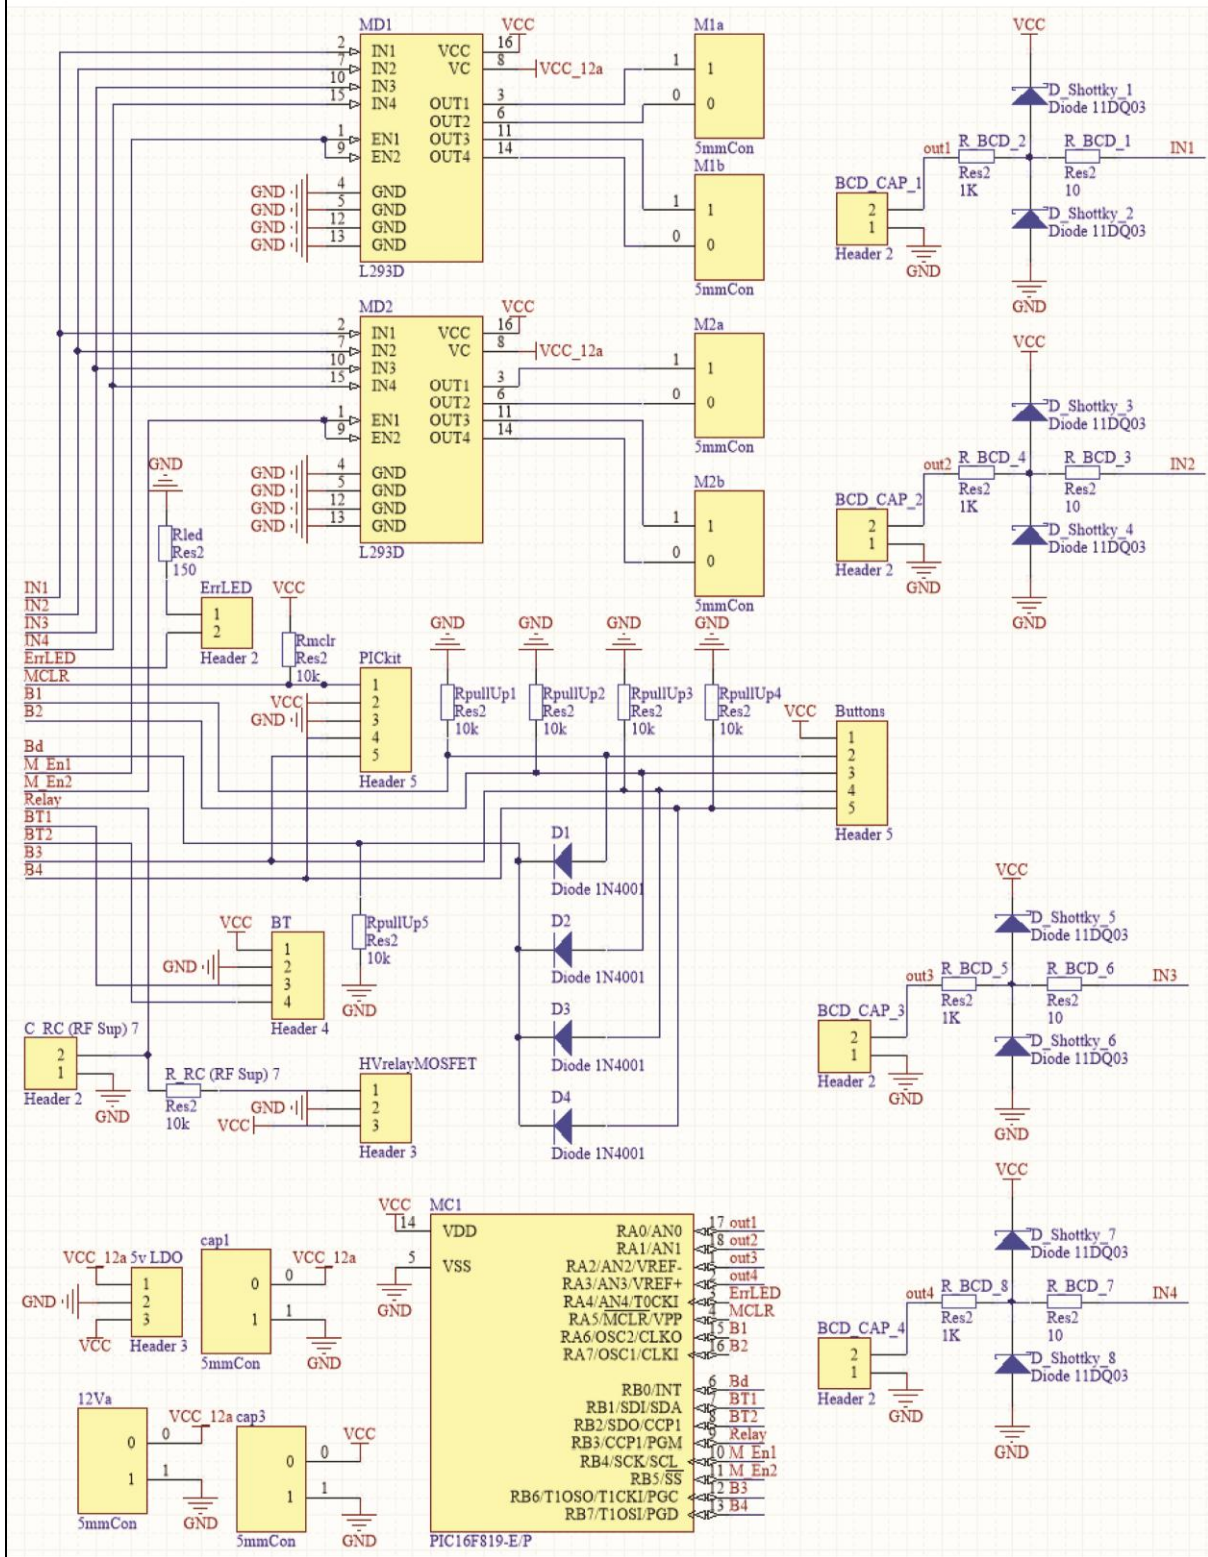 MD1
2 IN1 VCC 16 VCC
7 IN2 VC 8 VCC_12a
10 IN3
15 IN4 OUT1 3
OUT2 6
1 EN1 OUT3 11
9 EN2 OUT4 14
GND 4 GND
GND 5 GND
GND 12 GND
GND 13 GND
L293D
M1a
1 1
0 0
5mmCon
M1b
1 1
0 0
5mmCon
MD2
2 IN1 VCC 16 VCC
7 IN2 VC 8 VCC_12a
10 IN3
15 IN4 OUT1 3
OUT2 6
1 EN1 OUT3 11
9 EN2 OUT4 14
GND 4 GND
GND 5 GND
GND 12 GND
GND 13 GND
L293D
M2a
1 1
0 0
5mmCon
M2b
1 1
0 0
5mmCon
VCC
D_Shottky_1
Diode 11DQ03
out1 R_BCD_2 R_BCD_1 IN1
Res2 Res2
1K 10
BCD_CAP_1
2
1
Header 2
GND
D_Shottky_2
Diode 11DQ03
GND
VCC
D_Shottky_3
Diode 11DQ03
out2 R_BCD_4 R_BCD_3 IN2
Res2 Res2
1K 10
BCD_CAP_2
2
1
Header 2
GND
D_Shottky_4
Diode 11DQ03
GND
GND
Rled
Res2
150
ErrLED
1
2
Header 2
IN1
IN2
IN3
IN4
ErrLED
MCLR
B1
B2
Bd
M_En1
M_En2
Relay
BT1
BT2
B3
B4
VCC
Rmclr
Res2
10k
PICkit
1
VCC 2
GND 3
4
5
Header 5
GND GND GND GND
RpullUp1 RpullUp2 RpullUp3 RpullUp4
Res2 Res2 Res2 Res2
10k 10k 10k 10k
Buttons
VCC 1
2
3
4
5
Header 5
D1
Diode 1N4001
D2
Diode 1N4001
D3
Diode 1N4001
D4
Diode 1N4001
RpullUp5
Res2
10k
GND
BT
VCC 1
GND 2
3
4
Header 4
C_RC (RF Sup) 7
2
1
Header 2
GND
R_RC (RF Sup) 7
Res2
10k
HVrelayMOSFET
1
GND 2
VCC 3
Header 3
VCC
D_Shottky_5
Diode 11DQ03
out3 R_BCD_5 R_BCD_6 IN3
Res2 Res2
1K 10
BCD_CAP_3
2
1
Header 2
GND
D_Shottky_6
Diode 11DQ03
GND
VCC
D_Shottky_7
Diode 11DQ03
out4 R_BCD_8 R_BCD_7 IN4
Res2 Res2
1K 10
BCD_CAP_4
2
1
Header 2
GND
D_Shottky_8
Diode 11DQ03
GND
VCC_12a 5v LDO
1
GND 2
3
VCC Header 3
cap1
0 0 VCC_12a
1 1
5mmCon GND
12Va
0 0 VCC_12a
1 1
5mmCon GND
cap3
0 0 VCC
1 1
5mmCon GND
MC1
VCC 14 VDD
5 VSS
GND
RA0/AN0 17 out1
RA1/AN1 18 out2
RA2/AN2/VREF- 1 out3
RA3/AN3/VREF+ 2 out4
RA4/AN4/T0CKI 3 ErrLED
RA5/MCLR/VPP 4 MCLR
RA6/OSC2/CLKO 15 B1
RA7/OSC1/CLKI 16 B2
RB0/INT 6 Bd
RB1/SDI/SDA 7 BT1
RB2/SDO/CCP1 8 BT2
RB3/CCP1/PGM 9 Relay
RB4/SCK/SCL 10 M_En1
RB5/SS 11 M_En2
RB6/T1OSO/T1CKI/PGC 12 B3
RB7/T1OSI/PGD 13 B4
PIC16F819-E/P